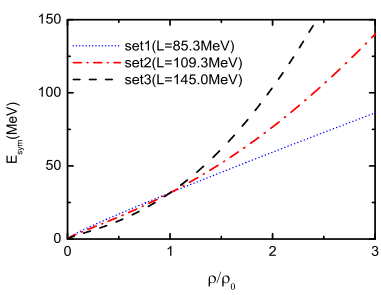 150
100
50
0
E_sym(MeV)
set1(L=85.3MeV)
set2(L=109.3MeV)
set3(L=145.0MeV)
0 1 2 3
ρ/ρ₀